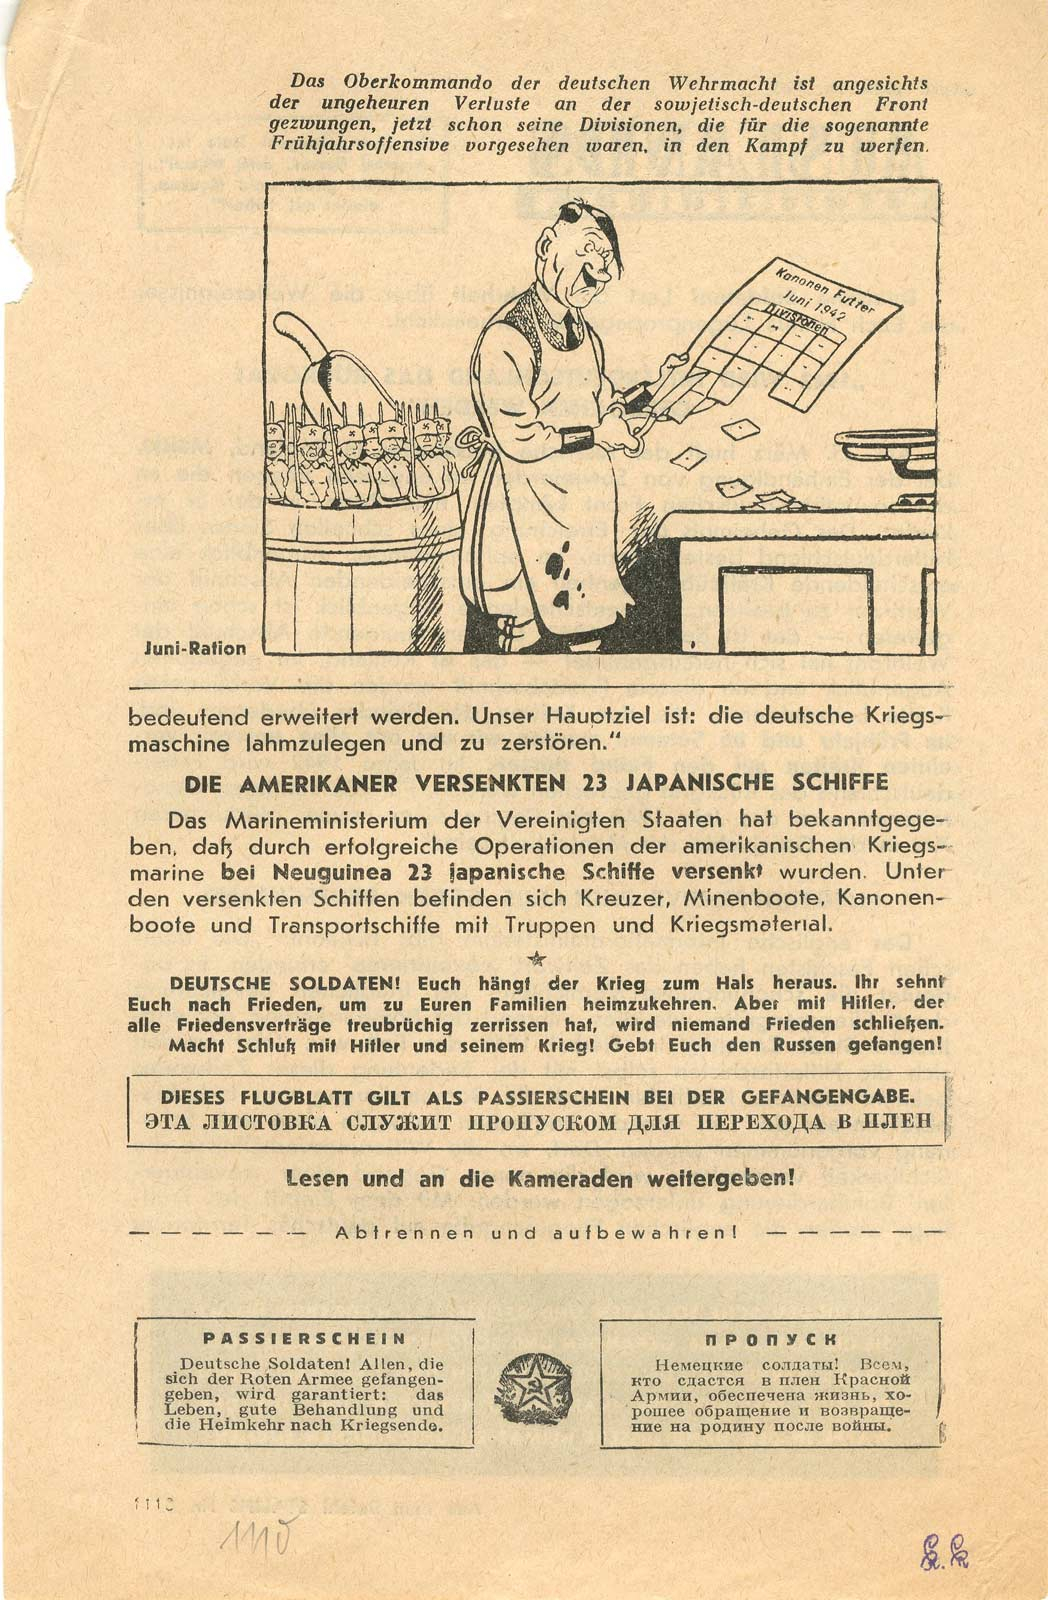 Das Oberkommando der deutschen Wehrmacht ist angesichts
der ungeheuren Verluste an der sowjetisch-deutschen Front
gezwungen, jetzt schon seine Divisionen, die für die sogenannte
Frühjahrsoffensive vorgesehen waren, in den Kampf zu werfen.
Kanonen Futter
Juni 1942
Divisionen
Juni-Ration
bedeutend erweitert werden. Unser Hauptziel ist: die deutsche Kriegs-
maschine lahmzulegen und zu zerstören."
DIE AMERIKANER VERSENKTEN 23 JAPANISCHE SCHIFFE
Das Marineministerium der Vereinigten Staaten hat bekanntgege-
ben, daß durch erfolgreiche Operationen der amerikanischen Kriegs-
marine bei Neuguinea 23 japanische Schiffe versenkt wurden. Unter
den versenkten Schiffen befinden sich Kreuzer, Minenboote, Kanonen-
boote und Transportschiffe mit Truppen und Kriegsmaterial.
DEUTSCHE SOLDATEN! Euch hängt der Krieg zum Hals heraus. Ihr sehnt
Euch nach Frieden, um zu Euren Familien heimzukehren. Aber mit Hitler, der
alle Friedensverträge treubrüchig zerrissen hat, wird niemand Frieden schließen.
Macht Schluß mit Hitler und seinem Krieg! Gebt Euch den Russen gefangen!
DIESES FLUGBLATT GILT ALS PASSIERSCHEIN BEI DER GEFANGENGABE.
ЭТА ЛИСТОВКА СЛУЖИТ ПРОПУСКОМ ДЛЯ ПЕРЕХОДА В ПЛЕН
Lesen und an die Kameraden weitergeben!
Abtrennen und aufbewahren!
PASSIERSCHEIN
Deutsche Soldaten! Allen, die
sich der Roten Armee gefangen-
geben, wird garantiert: das
Leben, gute Behandlung und
die Heimkehr nach Kriegsende.
ПРОПУСК
Немецкие солдаты! Всем,
кто сдастся в плен Красной
Армии, обеспечена жизнь, хо-
рошее обращение и возвраще-
ние на родину после войны.